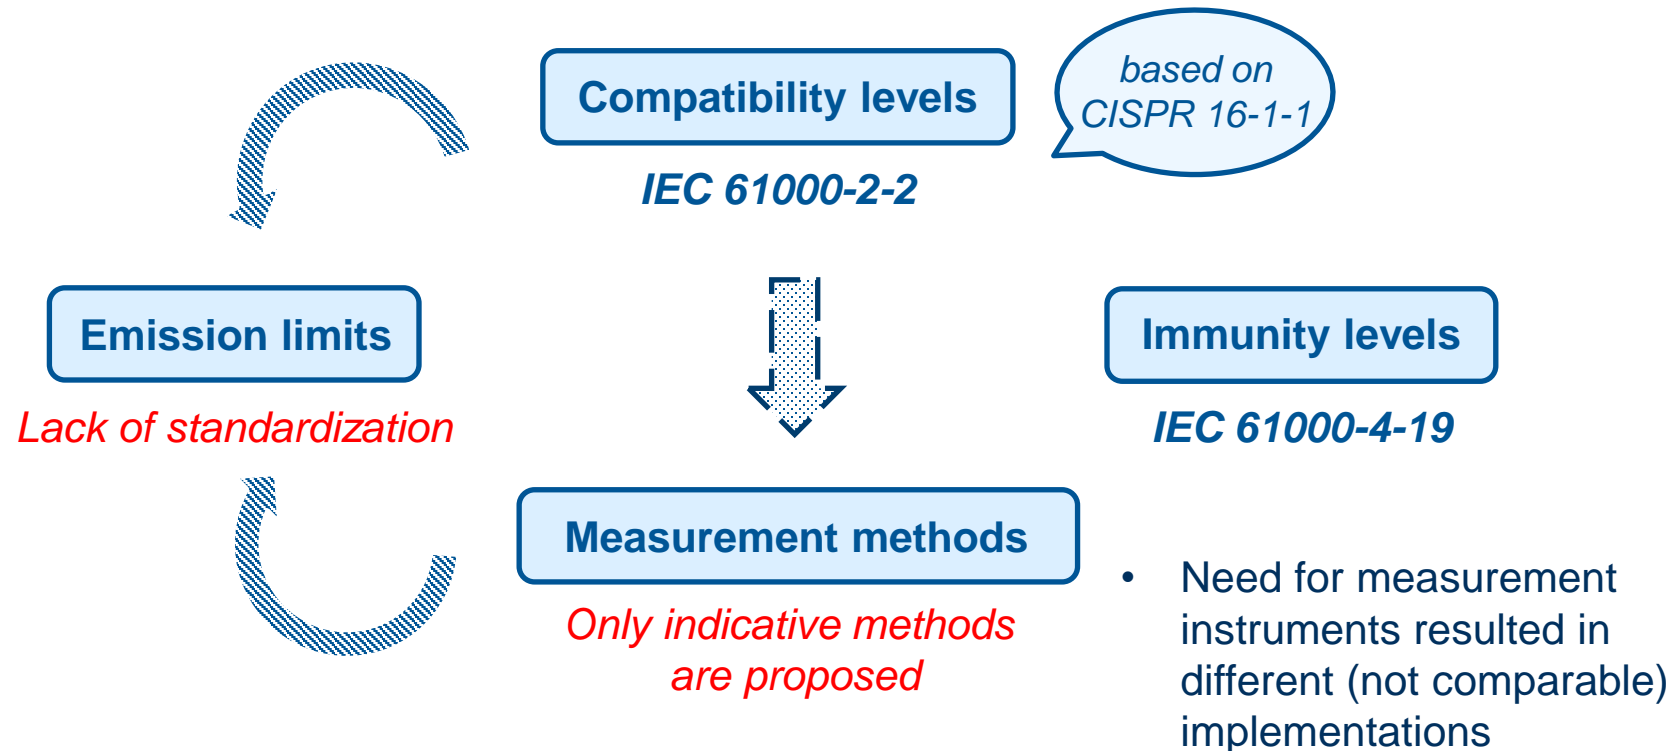 Compatibility levels
based on
CISPR 16-1-1
IEC 61000-2-2
Emission limits
Lack of standardization
Immunity levels
IEC 61000-4-19
Measurement methods
Only indicative methods
are proposed
• Need for measurement
instruments resulted in
different (not comparable)
implementations